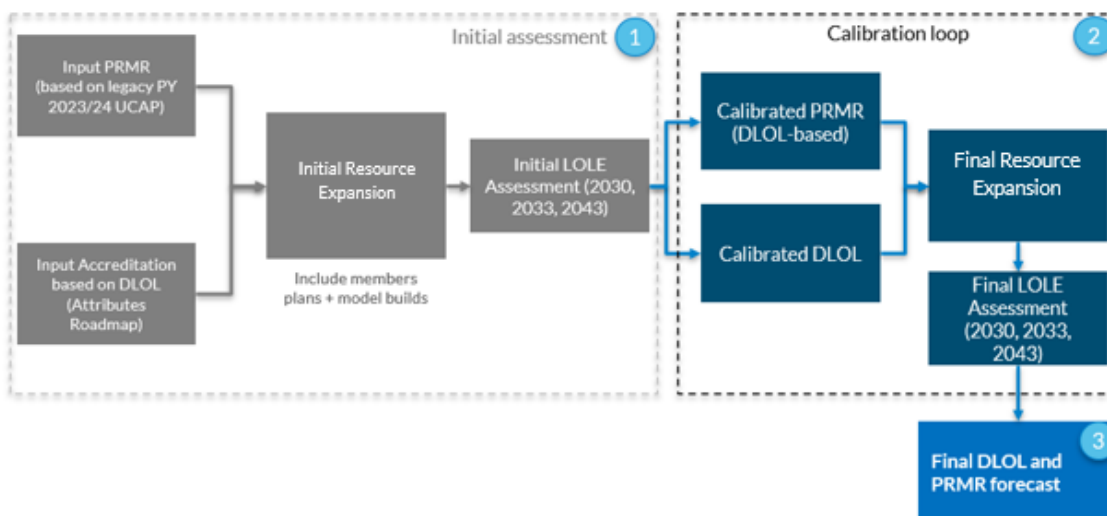 Initial assessment
1
Input PRMR
(based on legacy PY
2023/24 UCAP)
Input Accreditation
based on DLOL
(Attributes
Roadmap)
Initial Resource
Expansion
Include members
plans + model builds
Initial LOLE
Assessment (2030,
2033, 2043)
Calibration loop
2
Calibrated PRMR
(DLOL-based)
Calibrated DLOL
Final Resource
Expansion
Final LOLE
Assessment
(2030, 2033,
2043)
3
Final DLOL and
PRMR forecast